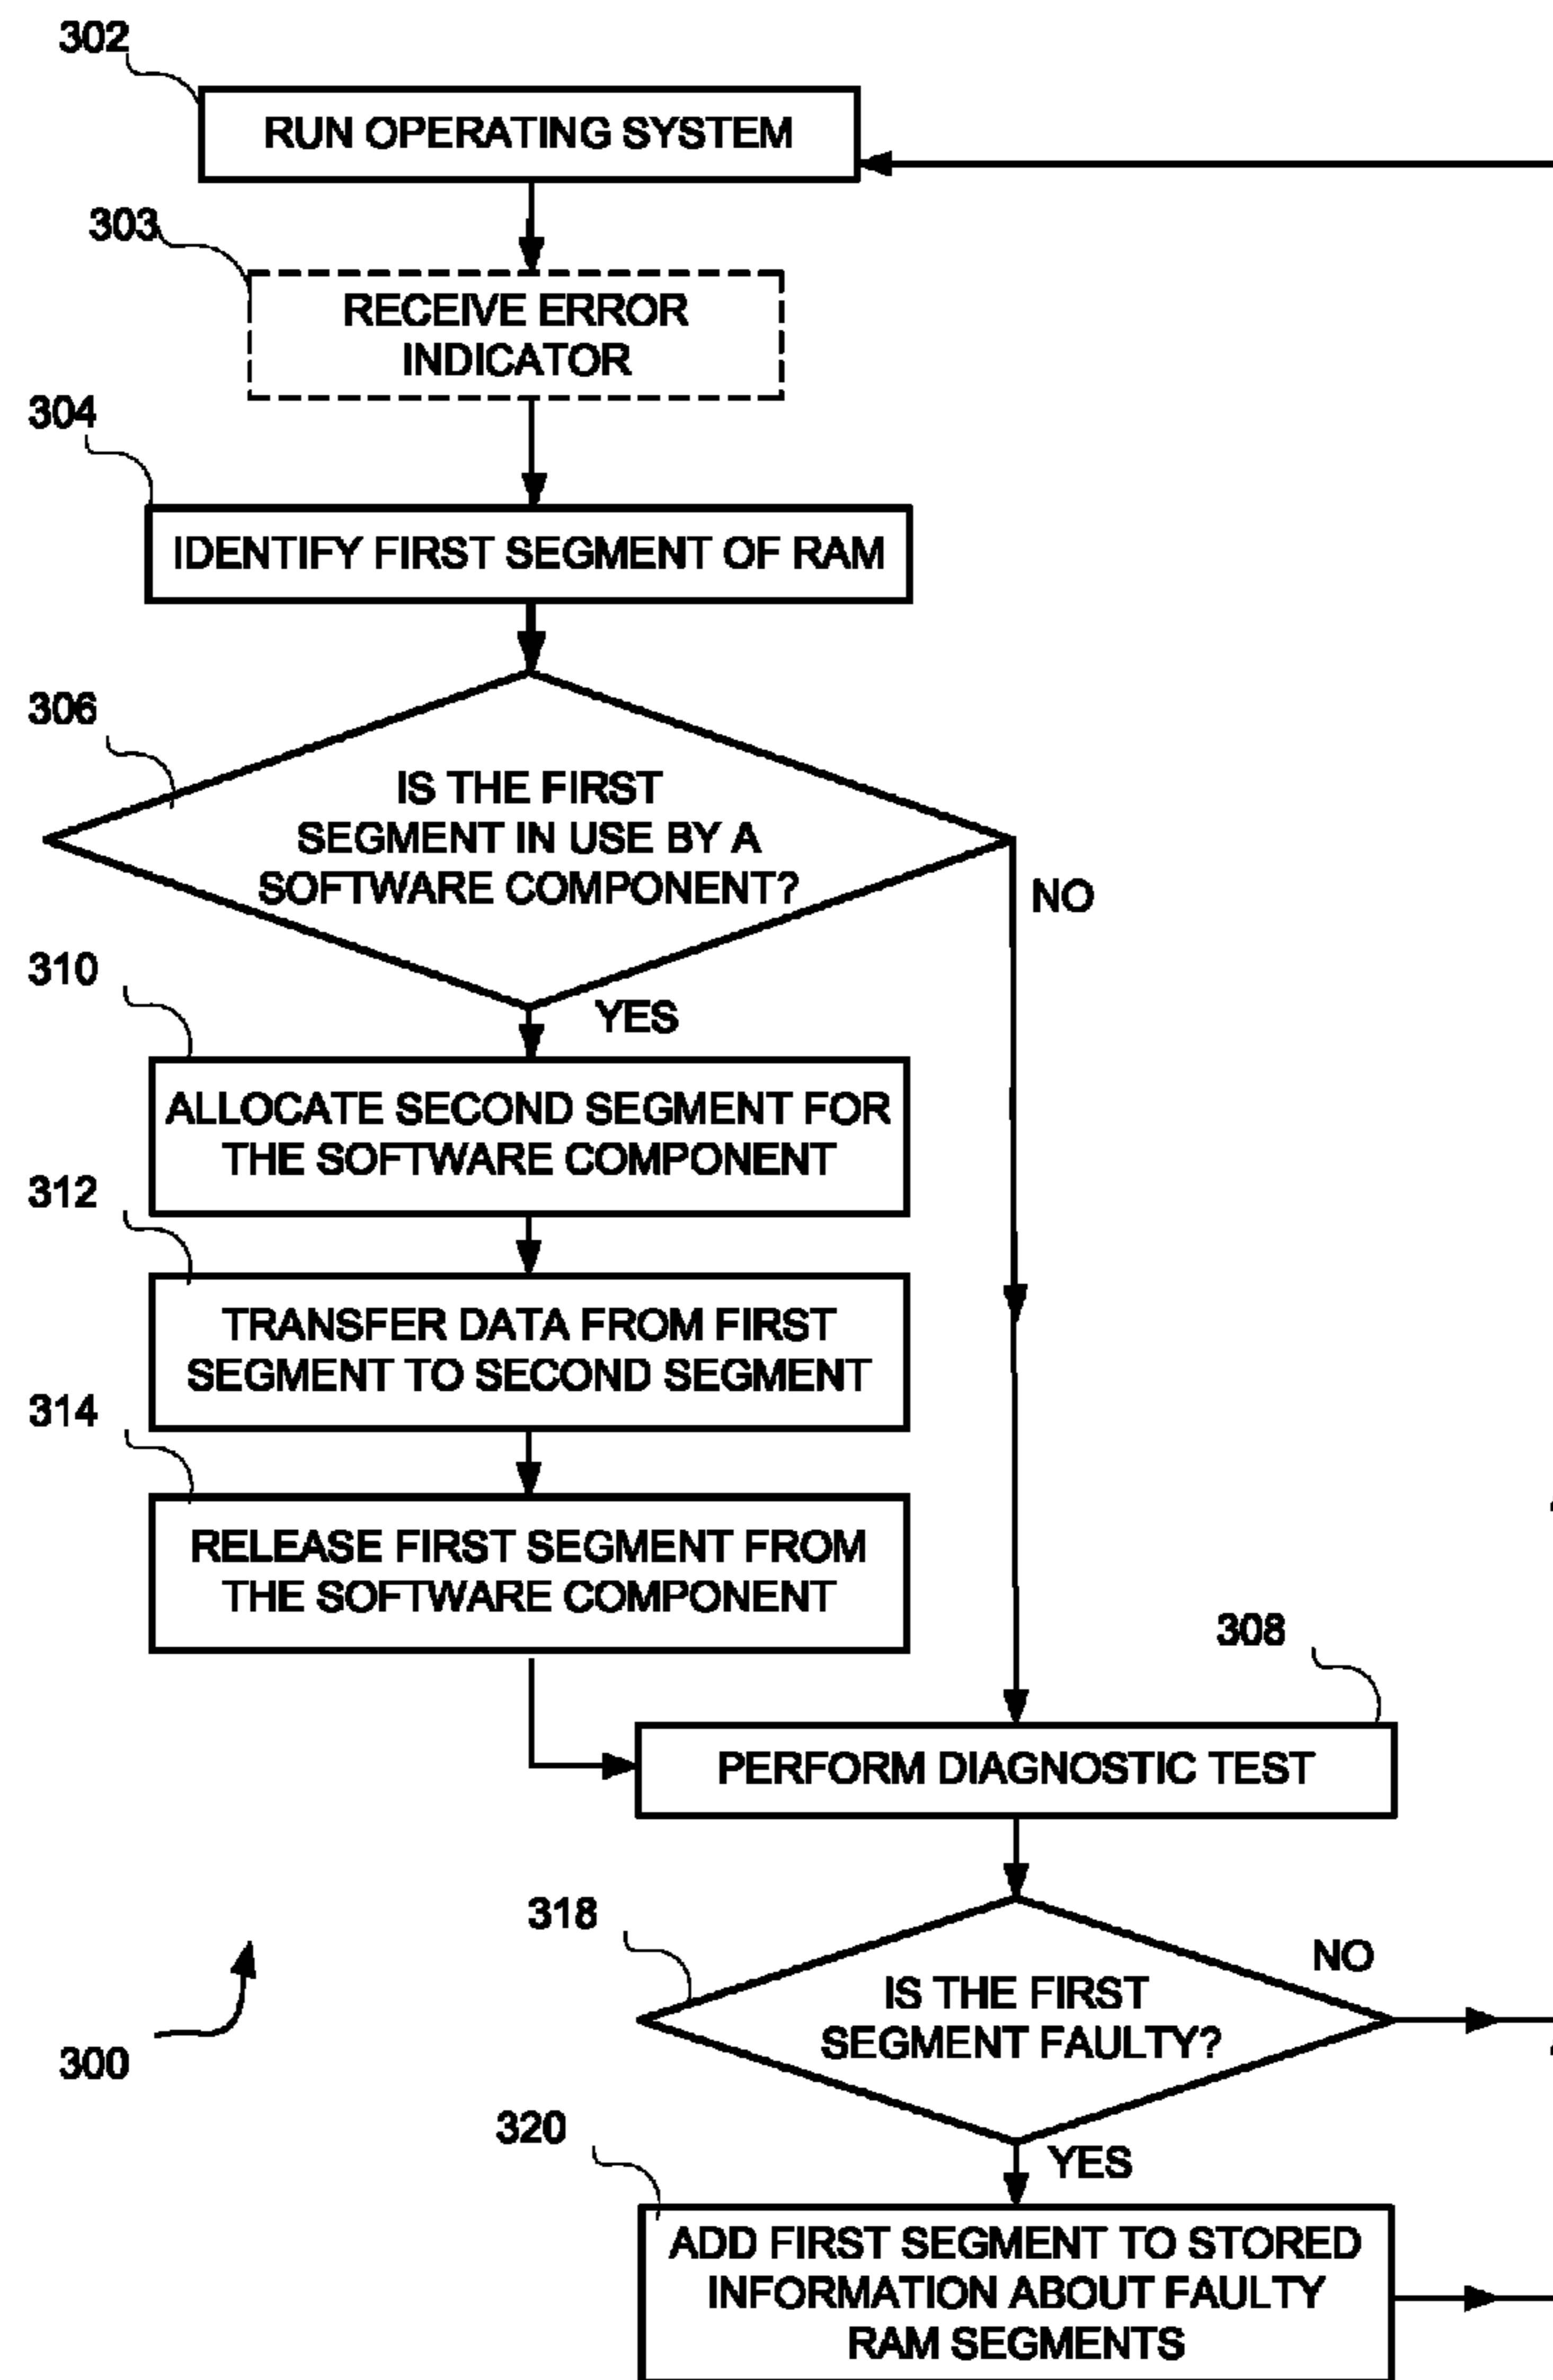 302
RUN OPERATING SYSTEM
303
RECEIVE ERROR
INDICATOR
304
IDENTIFY FIRST SEGMENT OF RAM
306
IS THE FIRST
SEGMENT IN USE BY A
SOFTWARE COMPONENT?
NO
310
YES
ALLOCATE SECOND SEGMENT FOR
THE SOFTWARE COMPONENT
312
TRANSFER DATA FROM FIRST
SEGMENT TO SECOND SEGMENT
314
RELEASE FIRST SEGMENT FROM
THE SOFTWARE COMPONENT
308
PERFORM DIAGNOSTIC TEST
318
NO
IS THE FIRST
SEGMENT FAULTY?
300
320
YES
ADD FIRST SEGMENT TO STORED
INFORMATION ABOUT FAULTY
RAM SEGMENTS